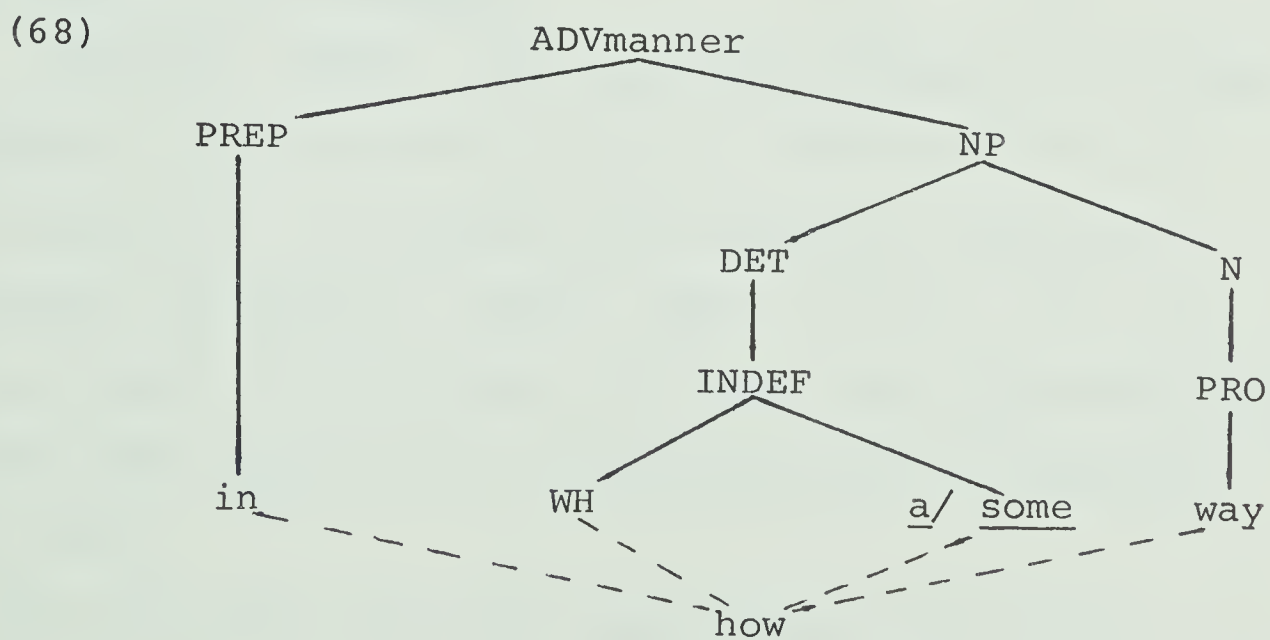 (68)
ADVmanner
PREP NP
DET N
INDEF PRO
in WH a/ some way
how